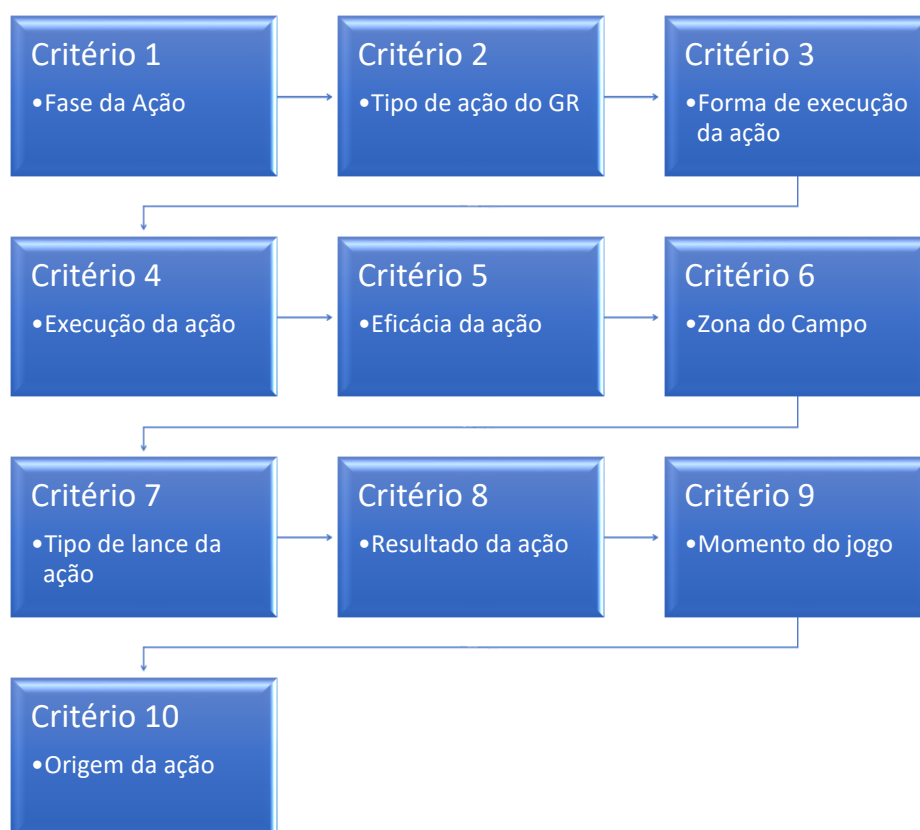 Critério 1
•Fase da Ação
Critério 2
•Tipo de ação do GR
Critério 3
•Forma de execução
da ação
Critério 4
•Execução da ação
Critério 5
•Eficácia da ação
Critério 6
•Zona do Campo
Critério 7
•Tipo de lance da
ação
Critério 8
•Resultado da ação
Critério 9
•Momento do jogo
Critério 10
•Origem da ação